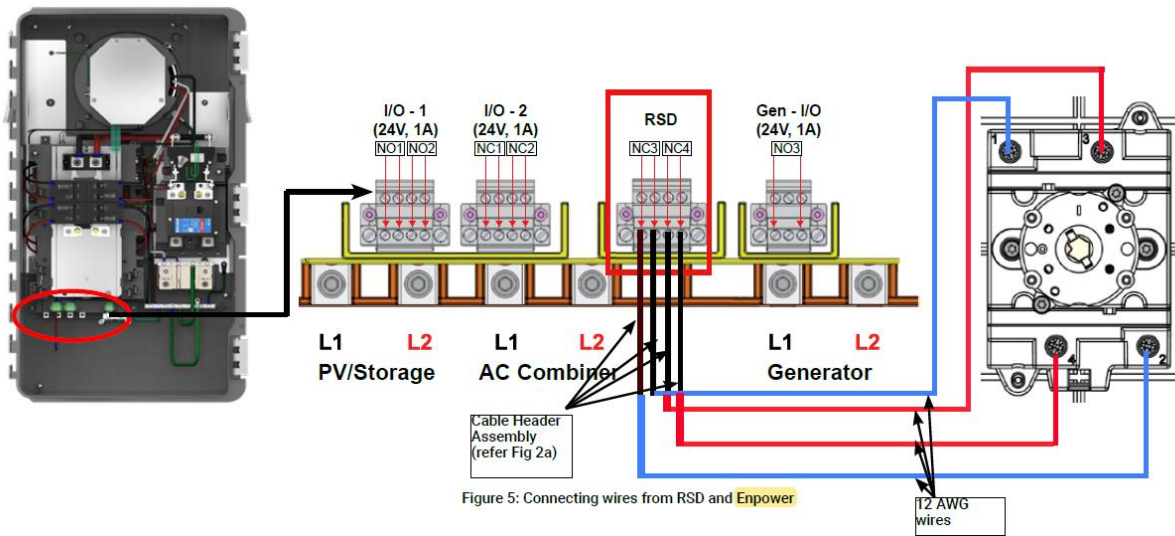 I/O - 1
(24V, 1A)
NO1 NO2
I/O - 2
(24V, 1A)
NC1 NC2
RSD
NC3 NC4
Gen - I/O
(24V, 1A)
NO3
1
3
I
4
2
L1 L2
PV/Storage
L1 L2
AC Combiner
L1 L2
Generator
Cable Header
Assembly
(refer Fig 2a)
12 AWG
wires
Figure 5: Connecting wires from RSD and Enpower